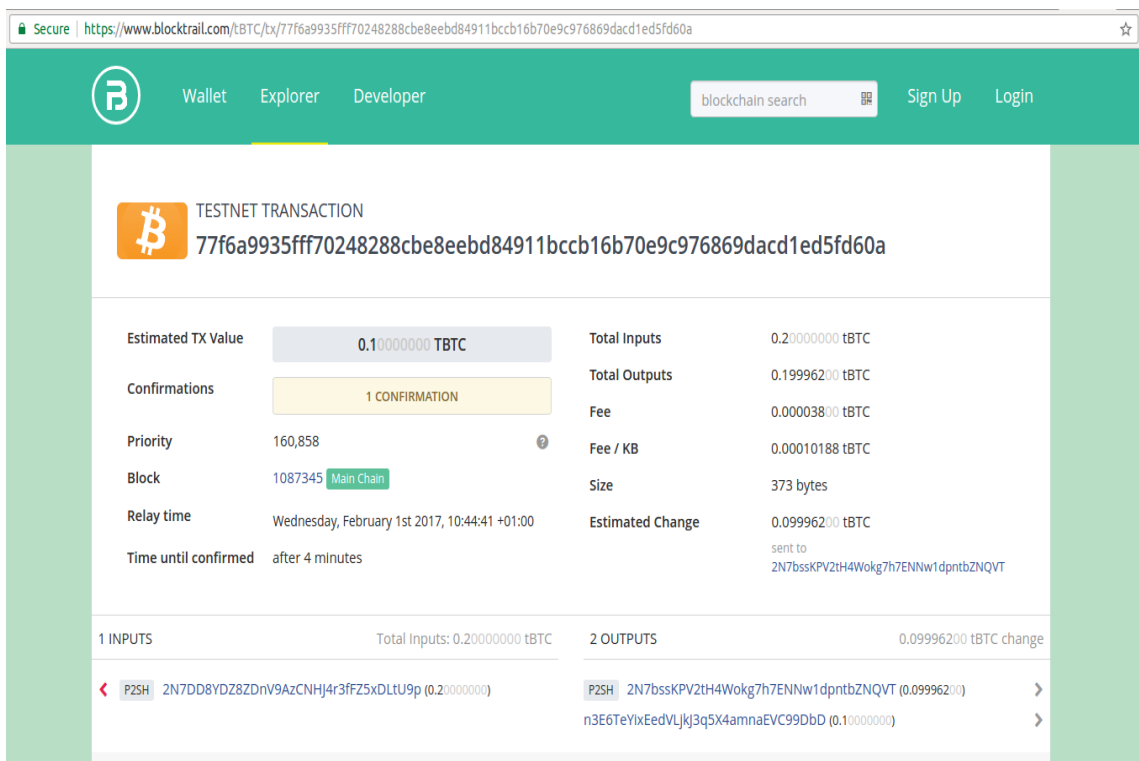 Secure | https://www.blocktrail.com/tBTC/tx/77f6a9935fff70248288cbe8eebd84911bccb16b70e9c976869dacd1ed5fd60a
Wallet Explorer Developer blockchain search Sign Up Login
TESTNET TRANSACTION
77f6a9935fff70248288cbe8eebd84911bccb16b70e9c976869dacd1ed5fd60a
Estimated TX Value 0.10000000 TBTC
Confirmations 1 CONFIRMATION
Priority 160,858
Block 1087345 Main Chain
Relay time Wednesday, February 1st 2017, 10:44:41 +01:00
Time until confirmed after 4 minutes
Total Inputs 0.20000000 tBTC
Total Outputs 0.19996200 tBTC
Fee 0.00003800 tBTC
Fee / KB 0.00010188 tBTC
Size 373 bytes
Estimated Change 0.09996200 tBTC
sent to
2N7bssKPV2tH4Wokg7h7ENNw1dpntbZNQVT
1 INPUTS Total Inputs: 0.20000000 tBTC
P2SH 2N7DD8YDZ8ZDnV9AzCNHJ4r3fFZ5xDLtU9p (0.20000000)
2 OUTPUTS 0.09996200 tBTC change
P2SH 2N7bssKPV2tH4Wokg7h7ENNw1dpntbZNQVT (0.09996200)
n3E6TeYixEedVLjkJ3q5X4amnaEVC99DbD (0.10000000)